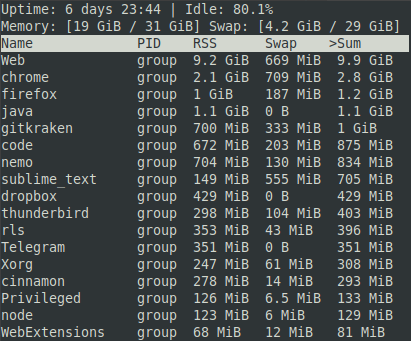 Uptime: 6 days 23:44 | Idle: 80.1%
Memory: [19 GiB / 31 GiB] Swap: [4.2 GiB / 29 GiB]
Name PID RSS Swap >Sum
Web group 9.2 GiB 669 MiB 9.9 GiB
chrome group 2.1 GiB 709 MiB 2.8 GiB
firefox group 1 GiB 187 MiB 1.2 GiB
java group 1.1 GiB 0 B 1.1 GiB
gitkraken group 700 MiB 333 MiB 1 GiB
code group 672 MiB 203 MiB 875 MiB
nemo group 704 MiB 130 MiB 834 MiB
sublime_text group 149 MiB 555 MiB 705 MiB
dropbox group 429 MiB 0 B 429 MiB
thunderbird group 298 MiB 104 MiB 403 MiB
rls group 353 MiB 43 MiB 396 MiB
Telegram group 351 MiB 0 B 351 MiB
Xorg group 247 MiB 61 MiB 308 MiB
cinnamon group 278 MiB 14 MiB 293 MiB
Privileged group 126 MiB 6.5 MiB 133 MiB
node group 123 MiB 6 MiB 129 MiB
WebExtensions group 68 MiB 12 MiB 81 MiB